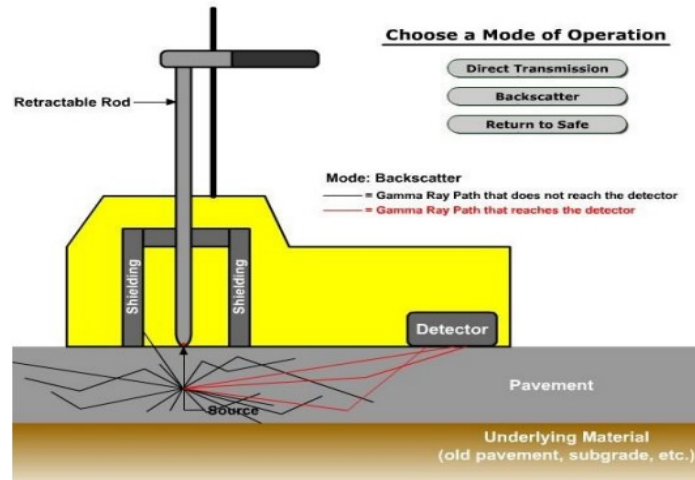 Choose a Mode of Operation
Direct Transmission
Backscatter
Return to Safe
Retractable Rod
Mode: Backscatter
= Gamma Ray Path that does not reach the detector
= Gamma Ray Path that reaches the detector
Shielding
Shielding
Detector
Pavement
Source
Underlying Material
(old pavement, subgrade, etc.)